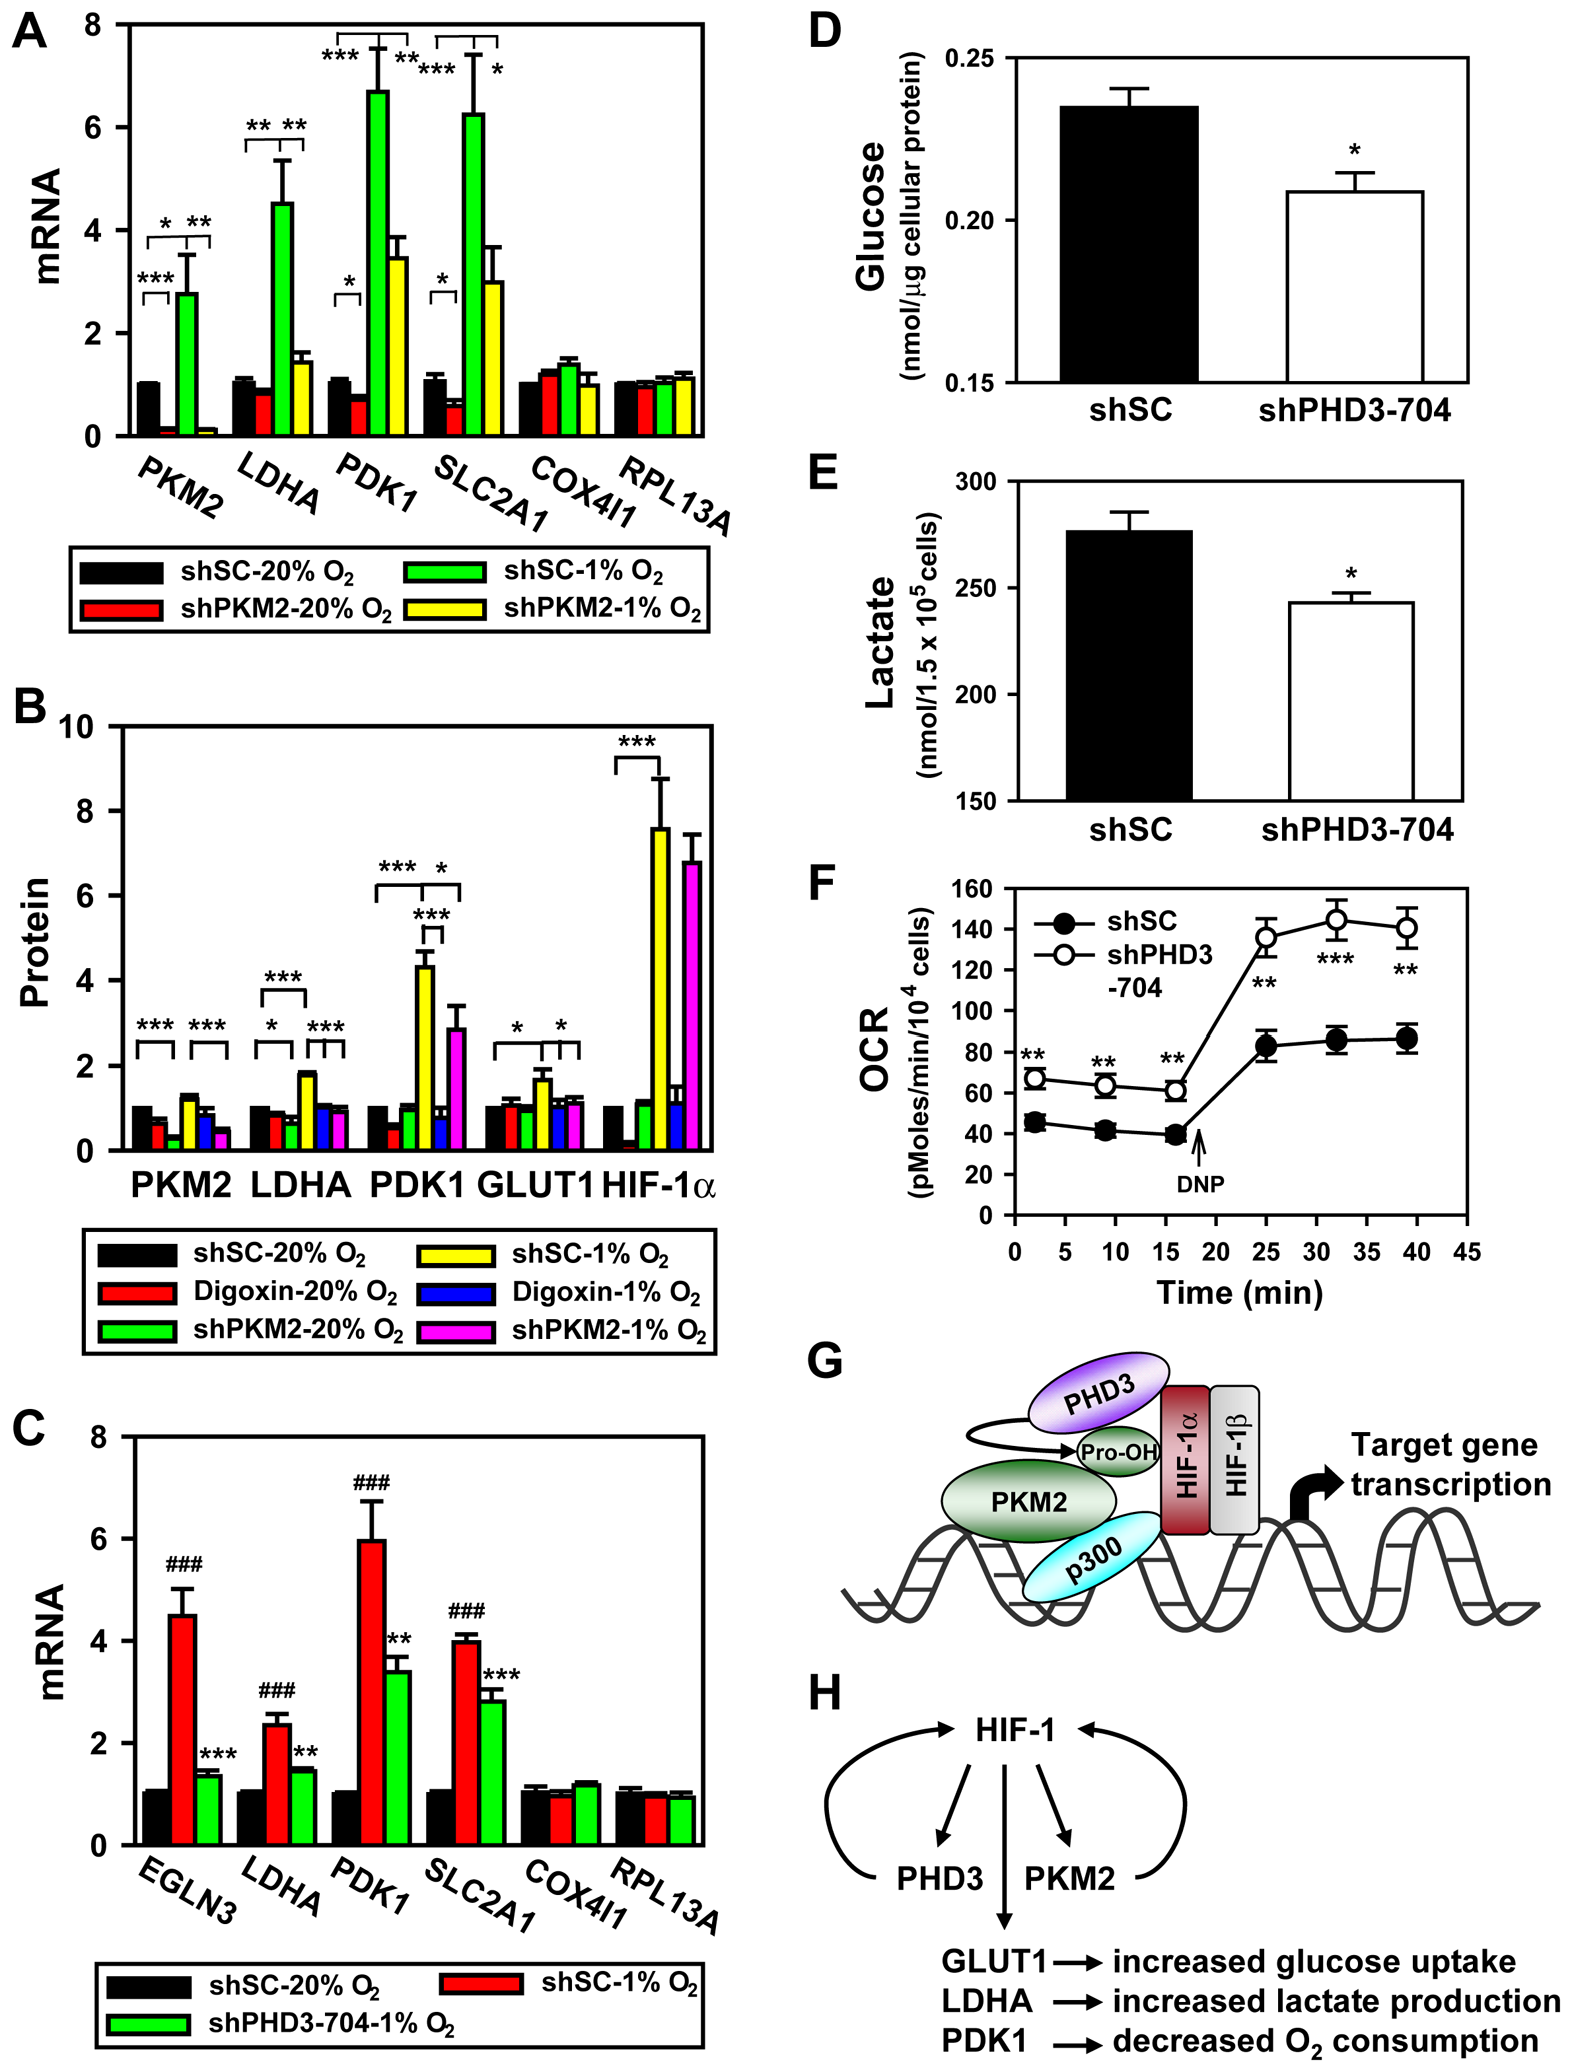 A
mRNA
8
6
4
2
0
***
**
***
*
**
**
*
**
***
*
*
PKM2
LDHA
PDK1
SLC2A1
COX4I1
RPL13A
shSC-20% O2
shSC-1% O2
shPKM2-20% O2
shPKM2-1% O2
B
Protein
10
8
6
4
2
0
***
***
*
***
***
*
***
***
*
*
PKM2 LDHA PDK1 GLUT1 HIF-1α
shSC-20% O2
shSC-1% O2
Digoxin-20% O2
Digoxin-1% O2
shPKM2-20% O2
shPKM2-1% O2
C
mRNA
8
6
4
2
0
###
###
###
###
***
**
**
***
EGLN3
LDHA
PDK1
SLC2A1
COX4I1
RPL13A
shSC-20% O2
shSC-1% O2
shPHD3-704-1% O2
D
Glucose
(nmol/μg cellular protein)
0.25
0.20
0.15
*
shSC
shPHD3-704
E
Lactate
(nmol/1.5 x 10⁵ cells)
300
250
200
150
*
shSC
shPHD3-704
F
OCR
(pMoles/min/10⁴ cells)
160
140
120
100
80
60
40
20
0
shSC
shPHD3
-704
**
***
**
**
**
**
DNP
0 5 10 15 20 25 30 35 40 45
Time (min)
G
PHD3
Pro-OH
PKM2
p300
HIF-1α
HIF-1β
Target gene
transcription
H
HIF-1
PHD3
PKM2
GLUT1 increased glucose uptake
LDHA increased lactate production
PDK1 decreased O2 consumption